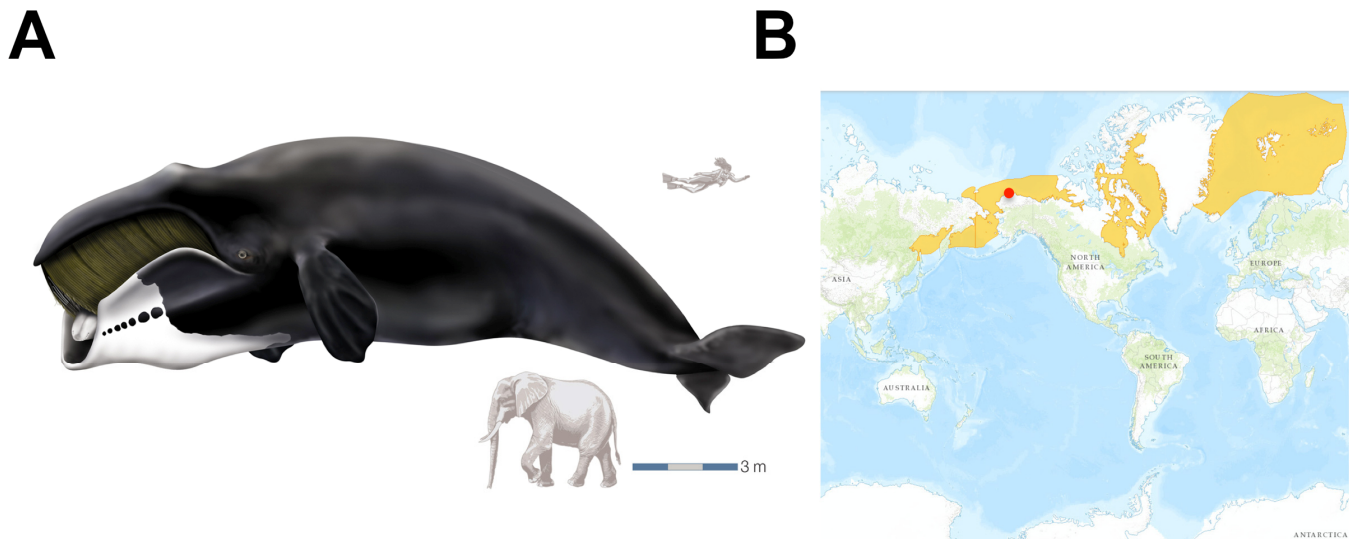 A
B
3 m
ASIA
NORTH
AMERICA
EUROPE
AFRICA
SOUTH
AMERICA
AUSTRALIA
ANTARCTICA